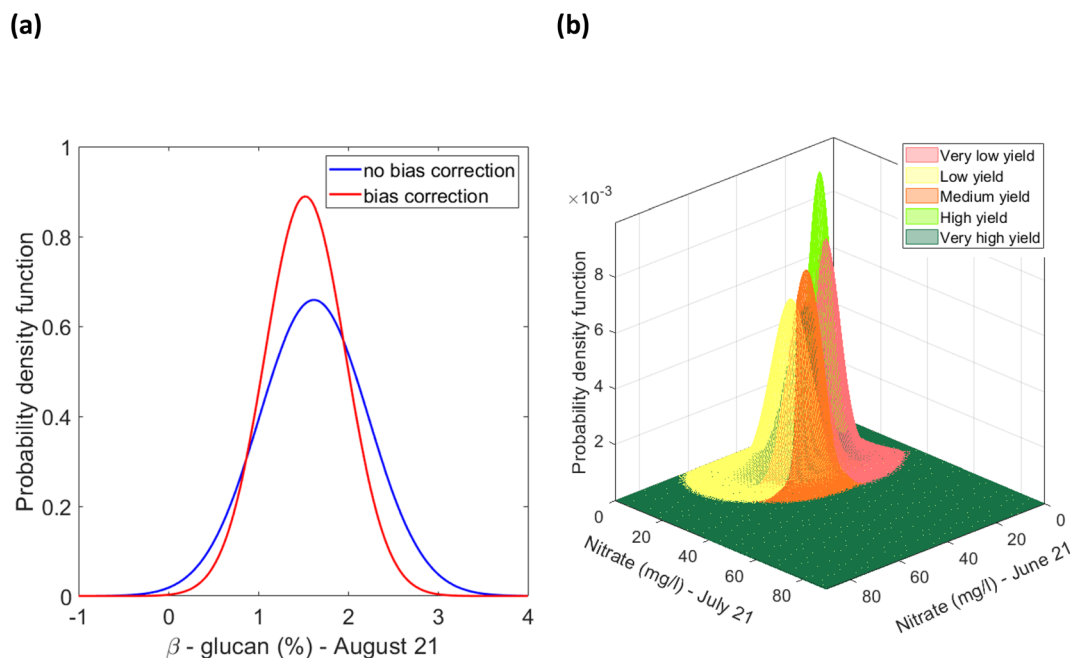 (a)
(b)
1
0.8
0.6
0.4
0.2
0
-1
0
1
2
3
4
Probability density function
β - glucan (%) - August 21
no bias correction
bias correction
× 10⁻³
8
6
4
2
0
Probability density function
20
40
60
80
Nitrate (mg/l) - July 21
80
60
40
20
0
Nitrate (mg/l) - June 21
Very low yield
Low yield
Medium yield
High yield
Very high yield